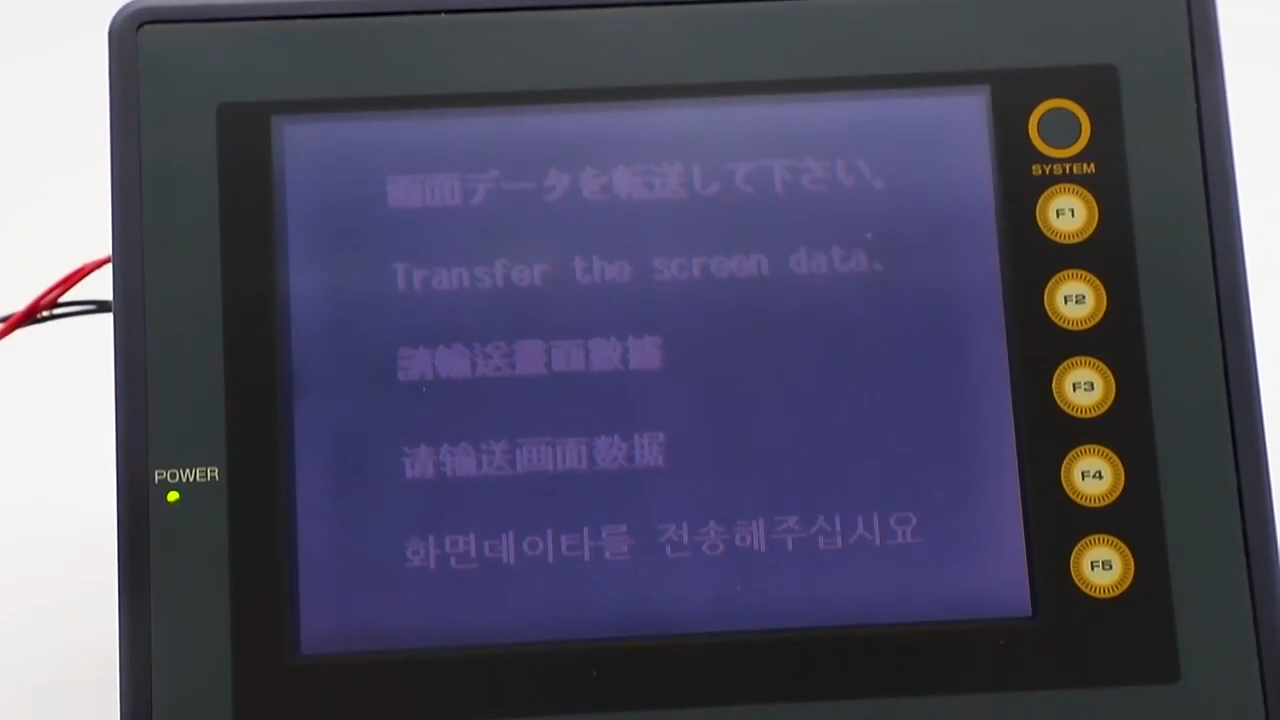 画面データを転送して下さい。
Transfer the screen data.
請輸送畫面數據
请输送画面数据
화면데이타를 전송해주십시요
SYSTEM
F1
F2
F3
F4
F5
POWER